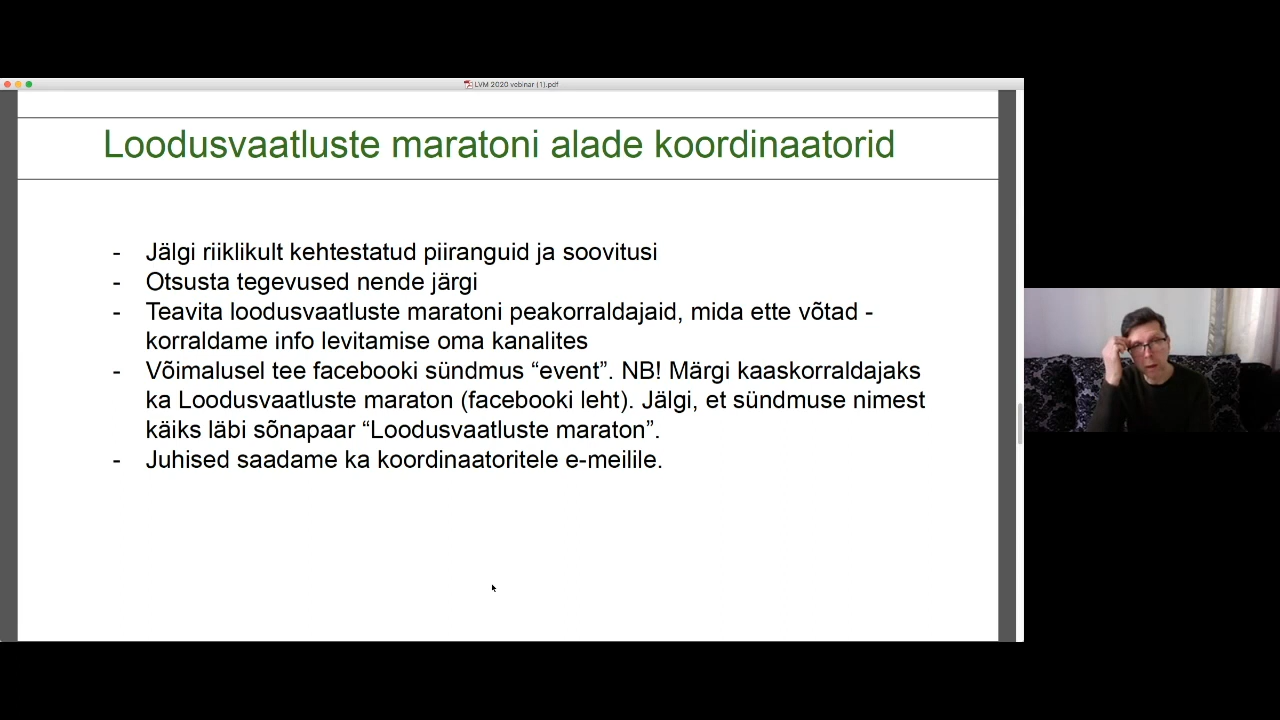 LVM 2020 vebinar (1).pdf
Loodusvaatluste maratoni alade koordinaatorid
- Jälgi riiklikult kehtestatud piiranguid ja soovitusi
- Otsusta tegevused nende järgi
- Teavita loodusvaatluste maratoni peakorraldajaid, mida ette võtad -
korraldame info levitamise oma kanalites
- Võimalusel tee facebooki sündmus “event”. NB! Märgi kaaskorraldajaks
ka Loodusvaatluste maraton (facebooki leht). Jälgi, et sündmuse nimest
käiks läbi sõnapaar “Loodusvaatluste maraton”.
- Juhised saadame ka koordinaatoritele e-meilile.